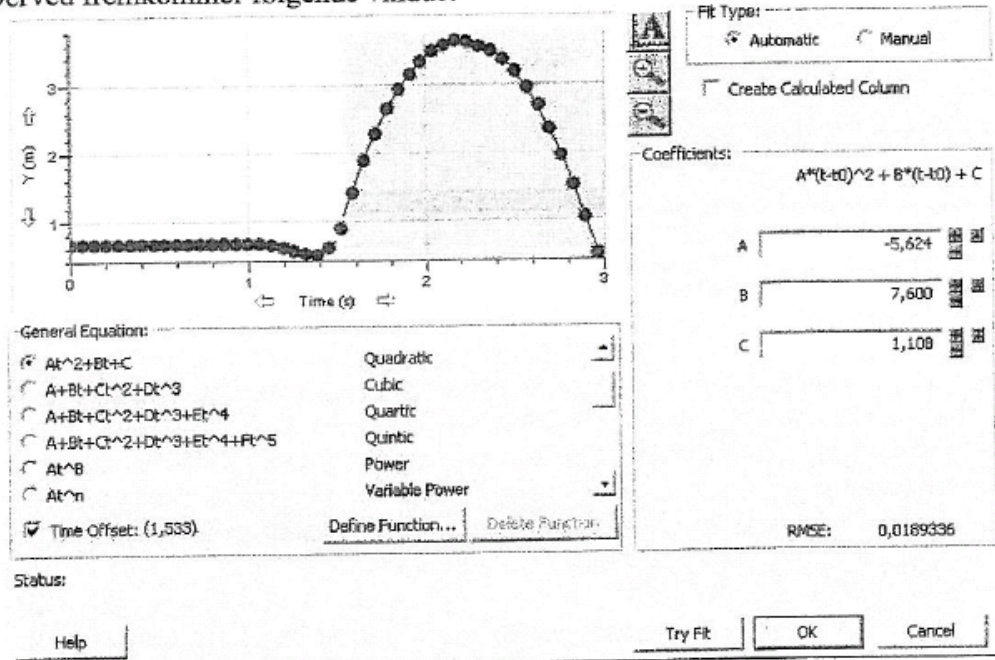 derved fremkommer følgende vindue:
Fit Type:
Automatic Manual
Create Calculated Column
3
2
1
Y (m)
0
2
3
Time (s)
Coefficients:
A*(t-t0)^2 + B*(t-t0) + C
A -5,624
B 7,600
C 1,108
General Equation:
At^2+Bt+C Quadratic
A+Bt+Ct^2+Dt^3 Cubic
A+Bt+Ct^2+Dt^3+Et^4 Quartic
A+Bt+Ct^2+Dt^3+Et^4+Ft^5 Quintic
At^B Power
At^n Variable Power
Time Offset: (1,533)
Define Function... Delete Function
RMSE: 0,0189336
Status:
Help
Try Fit OK Cancel